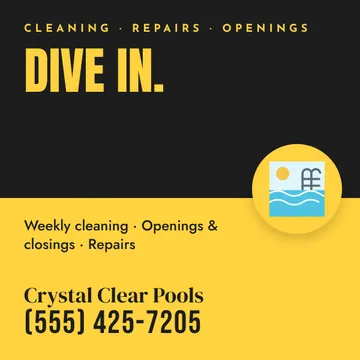 CLEANING · REPAIRS · OPENINGS
DIVE IN.
Weekly cleaning · Openings &
closings · Repairs
Crystal Clear Pools
(555) 425-7205